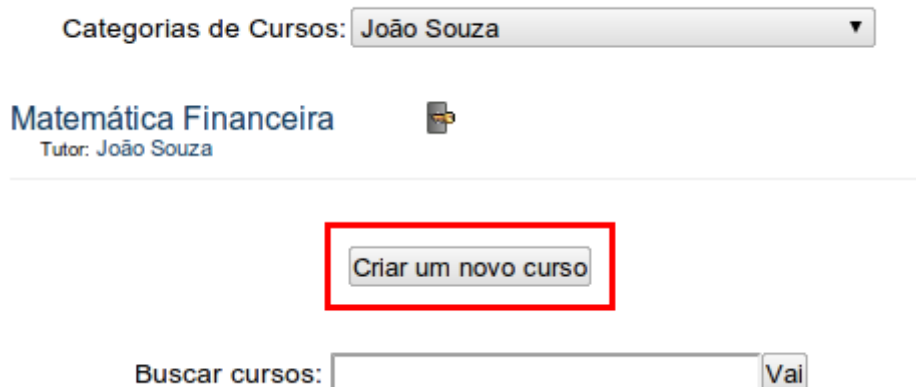 Categorias de Cursos: João Souza
Matemática Financeira
Tutor: João Souza
Criar um novo curso
Buscar cursos: Vai